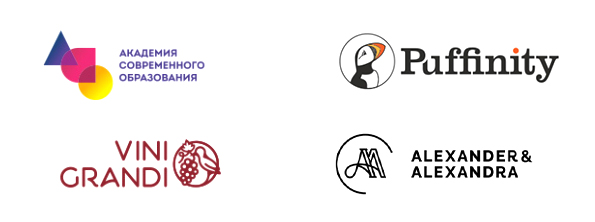 АКАДЕМИЯ
СОВРЕМЕННОГО
ОБРАЗОВАНИЯ
Puffinity
VINI
GRANDI
ALEXANDER &
ALEXANDRA